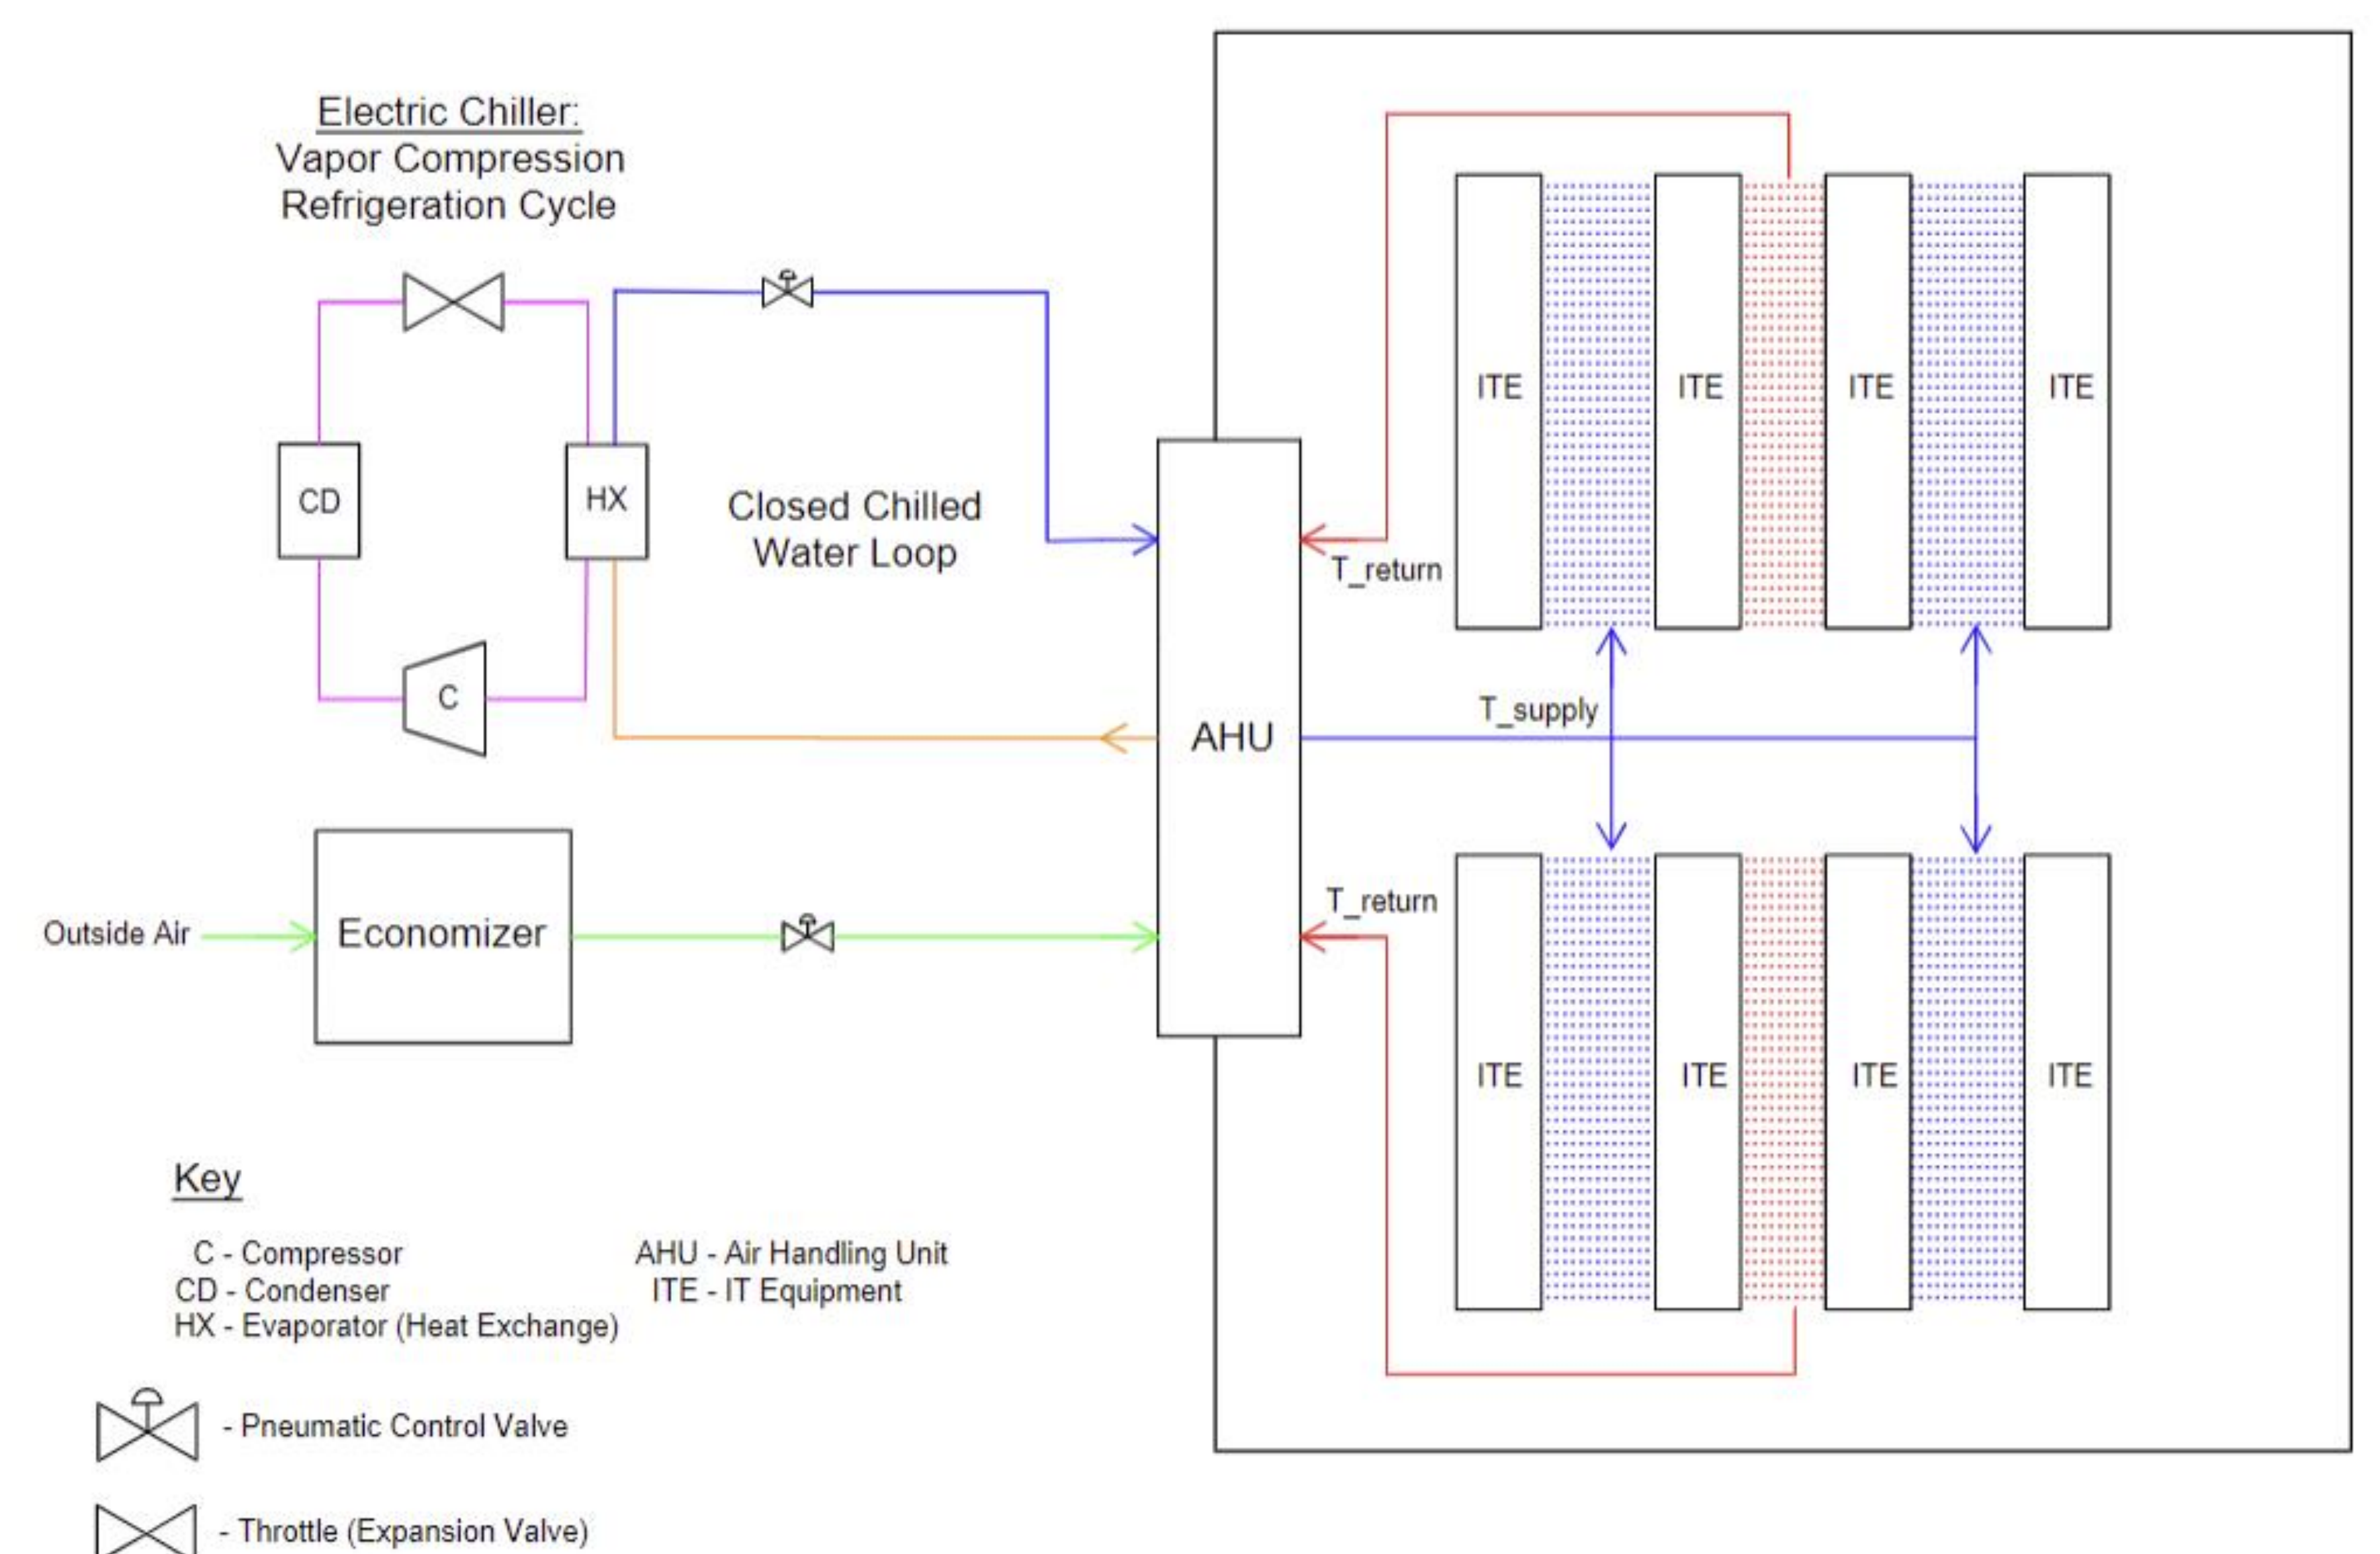 Electric Chiller:
Vapor Compression
Refrigeration Cycle
CD
HX
C
Closed Chilled
Water Loop
Outside Air
Economizer
AHU
T_return
T_supply
T_return
ITE
ITE
ITE
ITE
ITE
ITE
ITE
ITE
Key
C - Compressor
CD - Condenser
HX - Evaporator (Heat Exchange)
AHU - Air Handling Unit
ITE - IT Equipment
- Pneumatic Control Valve
- Throttle (Expansion Valve)